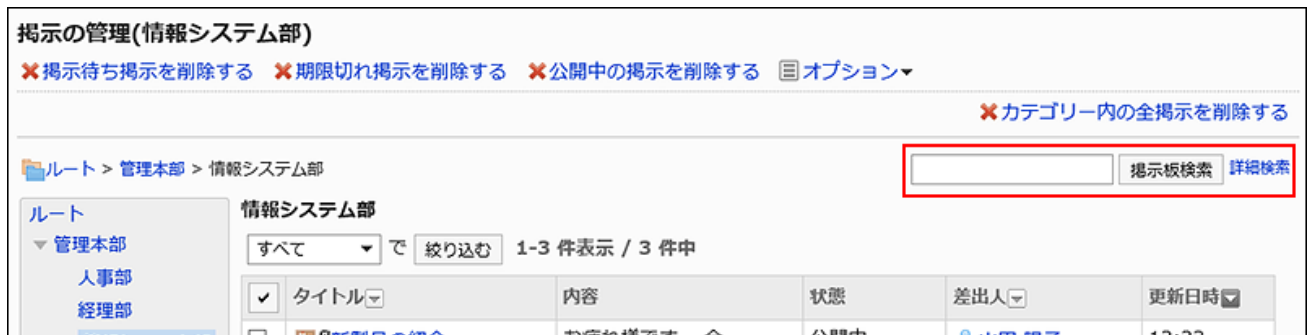 掲示の管理(情報システム部)
掲示待ち掲示を削除する 期限切れ掲示を削除する 公開中の掲示を削除する オプション
カテゴリー内の全掲示を削除する
ルート > 管理本部 > 情報システム部
掲示板検索 詳細検索
ルート
管理本部
人事部
経理部
情報システム部
すべて で 絞り込む 1-3 件表示 / 3 件中
タイトル 内容 状態 差出人 更新日時